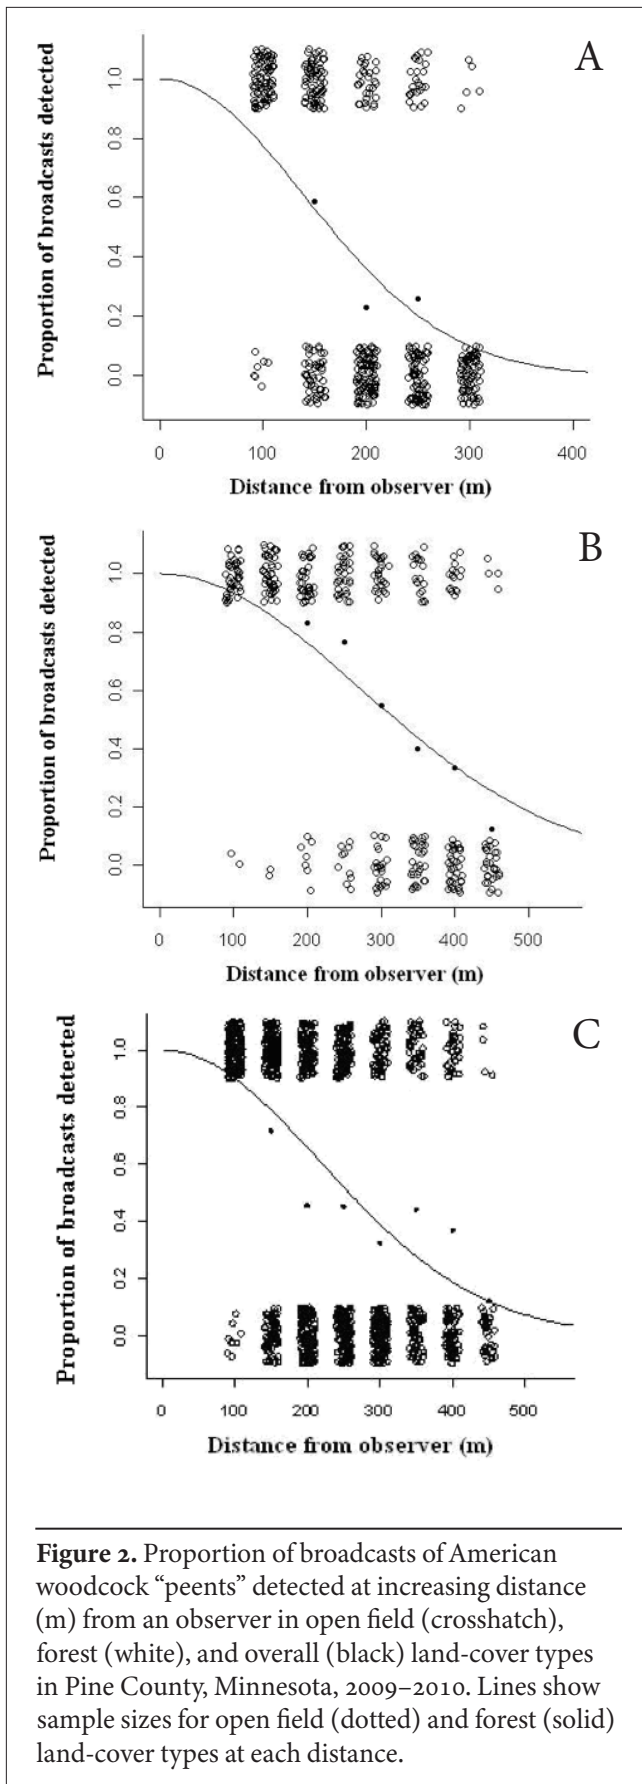 A
Proportion of broadcasts detected
1.0
0.8
0.6
0.4
0.2
0.0
0 100 200 300 400
Distance from observer (m)
B
Proportion of broadcasts detected
1.0
0.8
0.6
0.4
0.2
0.0
0 100 200 300 400 500
Distance from observer (m)
C
Proportion of broadcasts detected
1.0
0.8
0.6
0.4
0.2
0.0
0 100 200 300 400 500
Distance from observer (m)
Figure 2. Proportion of broadcasts of American
woodcock “peents” detected at increasing distance
(m) from an observer in open field (crosshatch),
forest (white), and overall (black) land-cover types
in Pine County, Minnesota, 2009–2010. Lines show
sample sizes for open field (dotted) and forest (solid)
land-cover types at each distance.